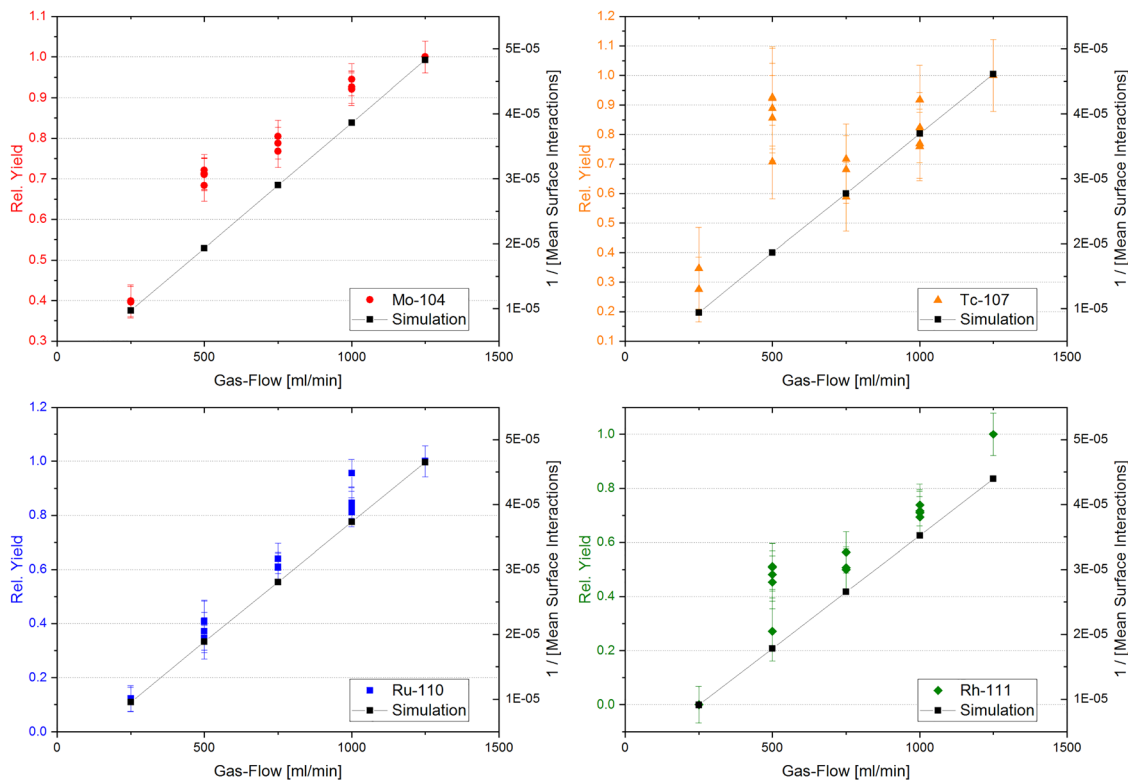 1.1
1.0
0.9
0.8
0.7
0.6
0.5
0.4
0.3
Rel. Yield
5E-05
4E-05
3E-05
2E-05
1E-05
1 / [Mean Surface Interactions]
Mo-104
Simulation
0
500
1000
1500
Gas-Flow [ml/min]
1.2
1.1
1.0
0.9
0.8
0.7
0.6
0.5
0.4
0.3
0.2
0.1
Rel. Yield
5E-05
4E-05
3E-05
2E-05
1E-05
1 / [Mean Surface Interactions]
Tc-107
Simulation
0
500
1000
1500
Gas-Flow [ml/min]
1.2
1.0
0.8
0.6
0.4
0.2
0.0
Rel. Yield
5E-05
4E-05
3E-05
2E-05
1E-05
1 / [Mean Surface Interactions]
Ru-110
Simulation
0
500
1000
1500
Gas-Flow [ml/min]
1.0
0.8
0.6
0.4
0.2
0.0
Rel. Yield
5E-05
4E-05
3E-05
2E-05
1E-05
1 / [Mean Surface Interactions]
Rh-111
Simulation
0
500
1000
1500
Gas-Flow [ml/min]